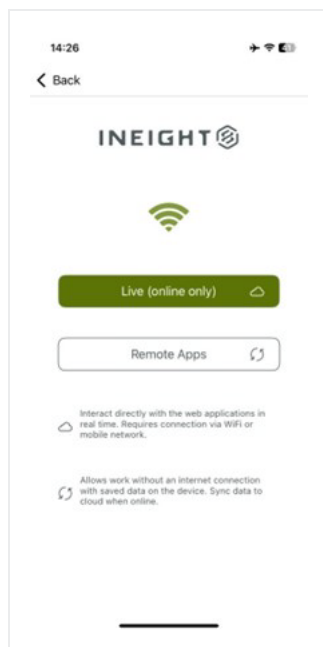 14:26
Back
INEIGHT
Live (online only)
Remote Apps
Interact directly with the web applications in
real time. Requires connection via WiFi or
mobile network.
Allows work without an internet connection
with saved data on the device. Sync data to
cloud when online.